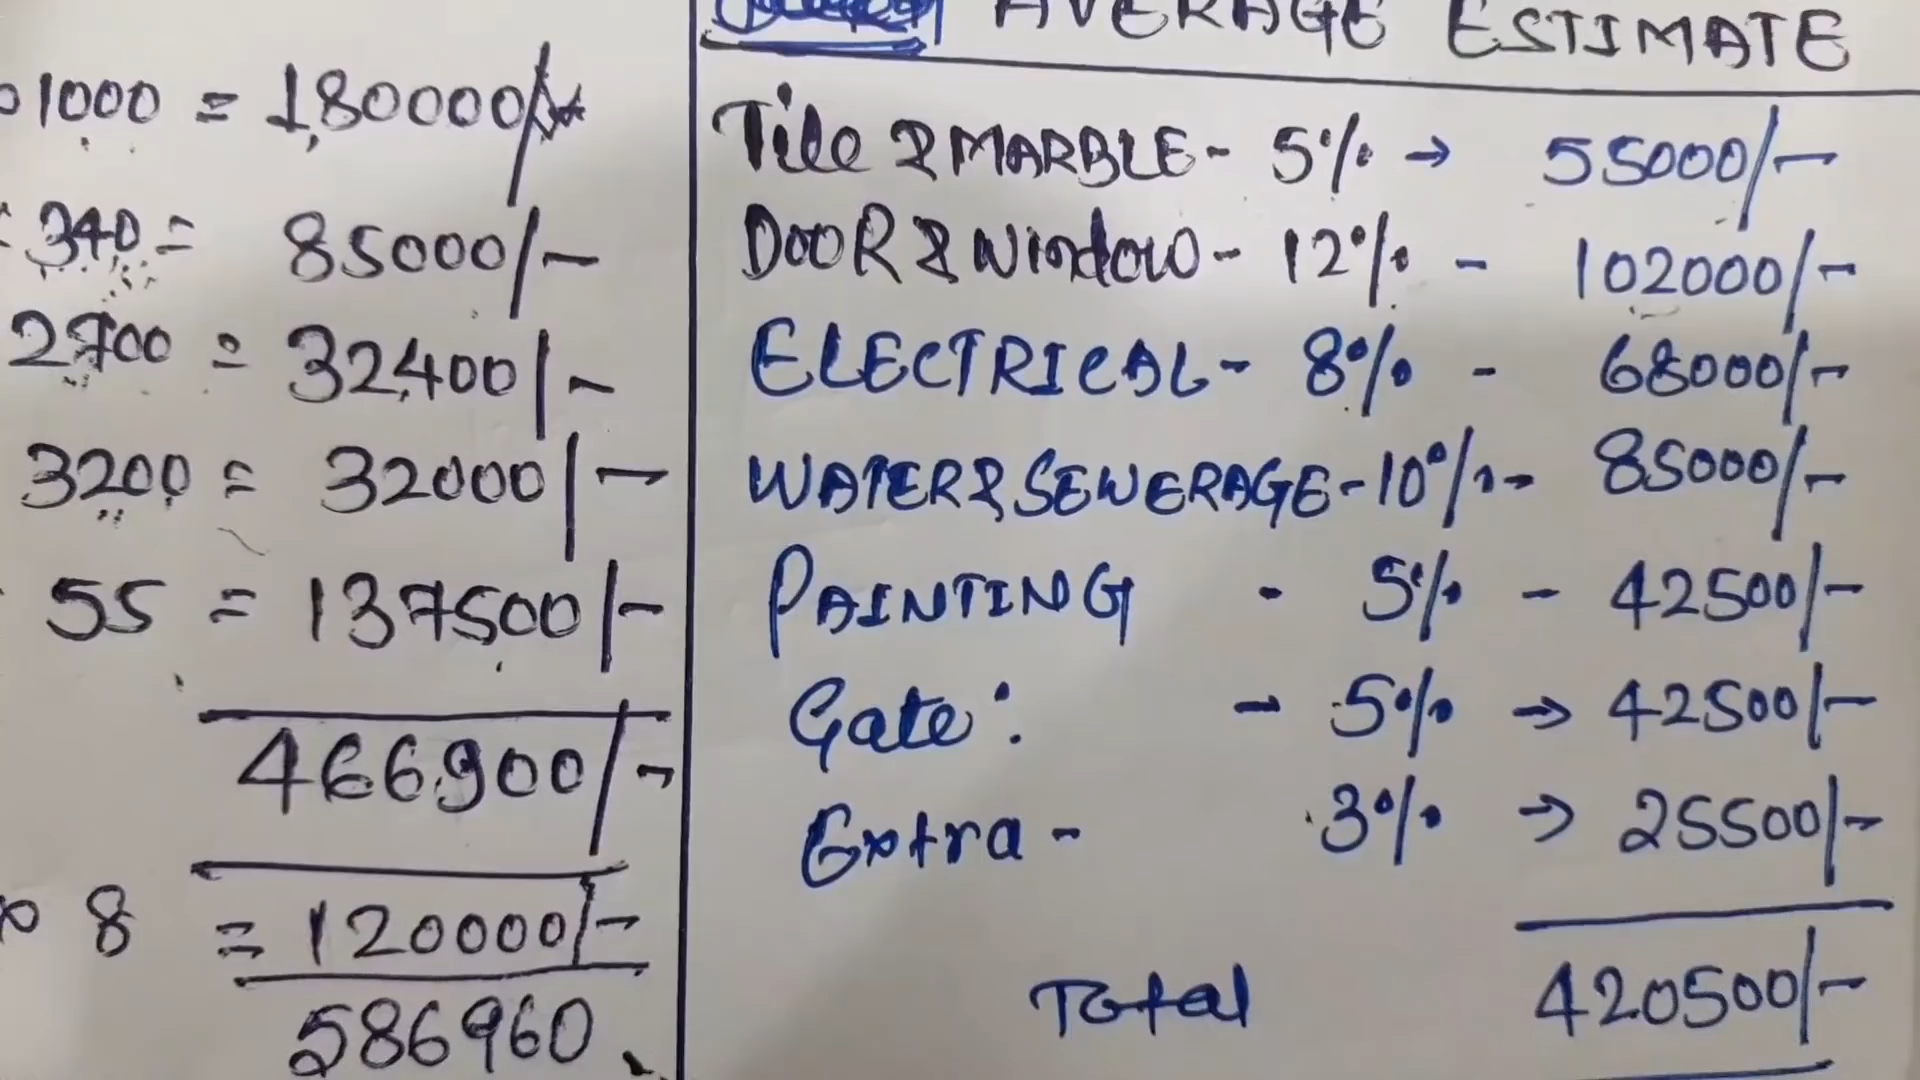 1000 = 180000/-
340 = 85000/-
2700 = 32400/-
3200 = 32000/-
55 = 137500/-
466900/-
8 = 120000/-
586960
AVERAGE ESTIMATE
Tile & MARBLE - 5% → 55000/-
DOOR & Window - 12% - 102000/-
ELECTRICAL - 8% - 68000/-
WATER & SEWERAGE - 10% - 85000/-
PAINTING - 5% - 42500/-
Gate: - 5% → 42500/-
Extra - 3% → 25500/-
Total 420500/-